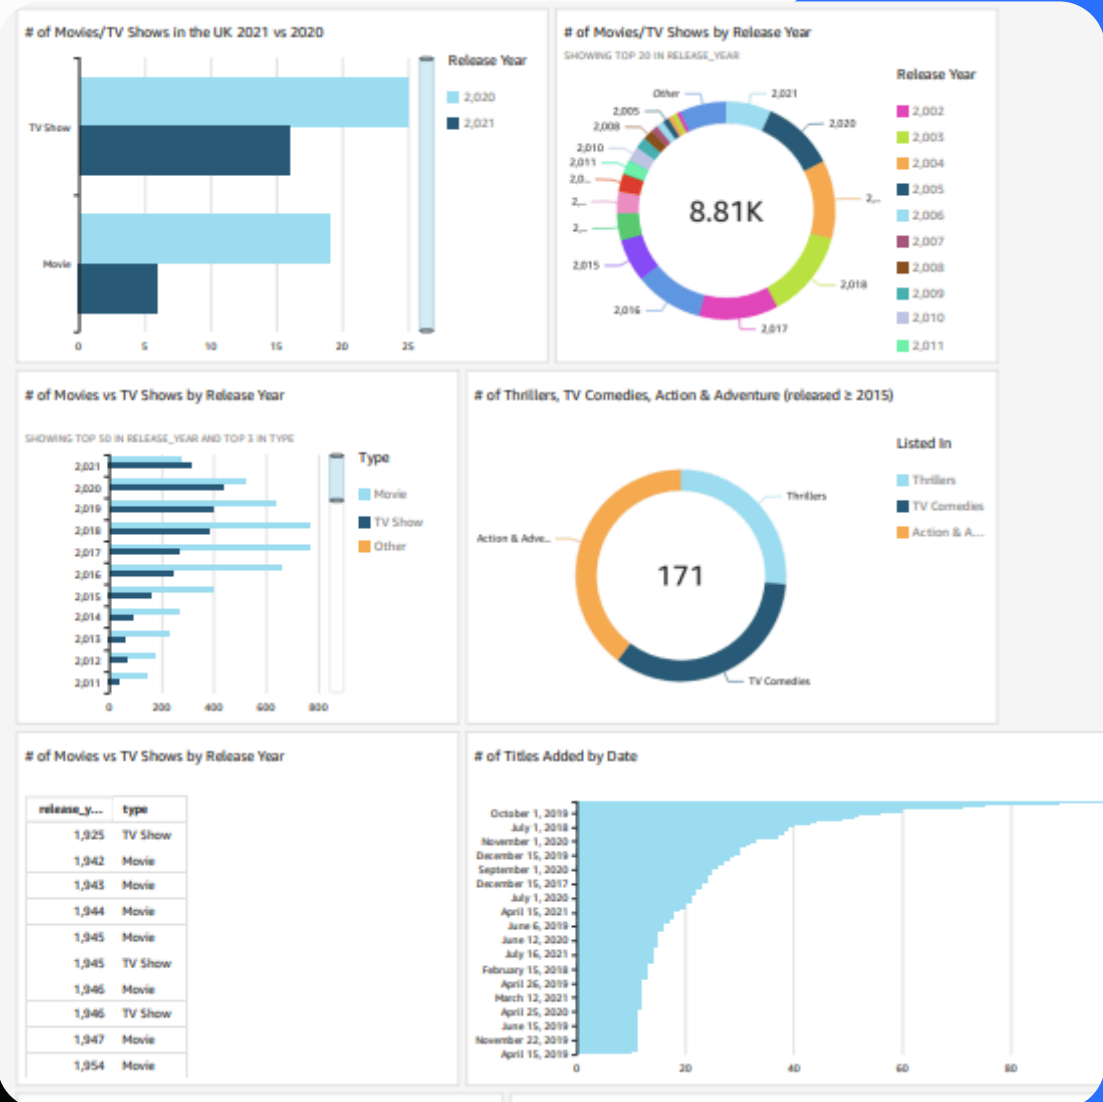 # of Movies/TV Shows in the UK 2021 vs 2020
Release Year
2,020
2,021
TV Show
Movie
0 5 10 15 20 25
# of Movies/TV Shows by Release Year
SHOWING TOP 20 IN RELEASE_YEAR
Other
2,021
2,005
2,020
2,008
2,010
2,011
2,0...
2,...
2,...
2,...
2,015
2,018
2,016
2,017
8.81K
Release Year
2,002
2,003
2,004
2,005
2,006
2,007
2,008
2,009
2,010
2,011
# of Movies vs TV Shows by Release Year
SHOWING TOP 50 IN RELEASE_YEAR AND TOP 3 IN TYPE
2,021
2,020
2,019
2,018
2,017
2,016
2,015
2,014
2,013
2,012
2,011
0 200 400 600 800
Type
Movie
TV Show
Other
# of Thrillers, TV Comedies, Action & Adventure (released ≥ 2015)
Thrillers
Action & Adve...
171
TV Comedies
Listed In
Thrillers
TV Comedies
Action & A...
# of Movies vs TV Shows by Release Year
release_y... type
1,925 TV Show
1,942 Movie
1,943 Movie
1,944 Movie
1,945 Movie
1,945 TV Show
1,946 Movie
1,946 TV Show
1,947 Movie
1,954 Movie
# of Titles Added by Date
October 1, 2019
July 1, 2018
November 1, 2020
December 15, 2019
September 1, 2020
December 15, 2017
July 1, 2020
April 15, 2021
June 6, 2019
June 12, 2020
July 16, 2021
February 15, 2018
April 26, 2019
March 12, 2021
April 25, 2020
June 15, 2019
November 22, 2019
April 15, 2019
0 20 40 60 80